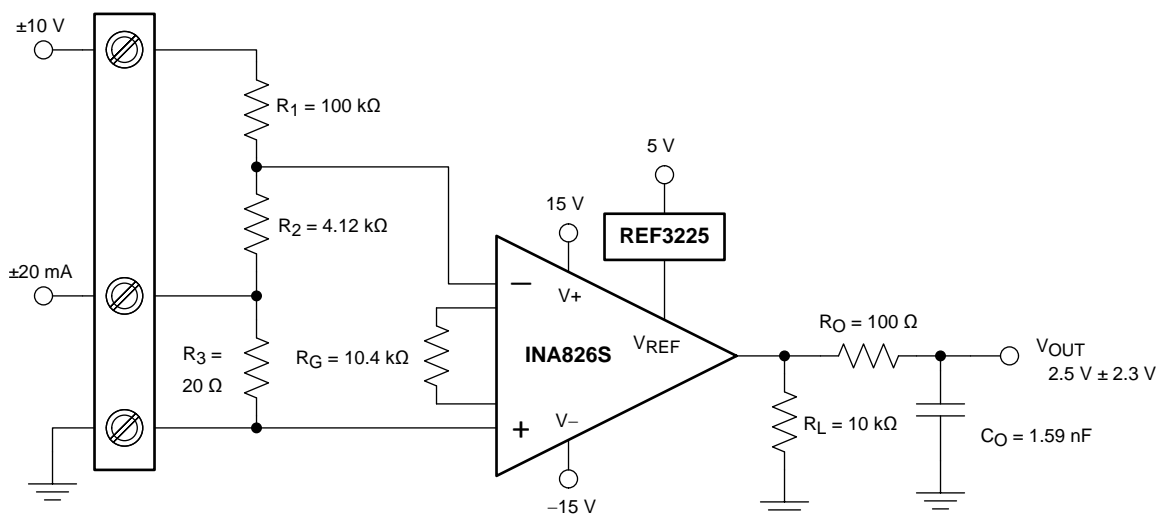 ±10 V
R1 = 100 kΩ
5 V
15 V
REF3225
R2 = 4.12 kΩ
±20 mA
−
V+
RO = 100 Ω
R3 =
20 Ω
RG = 10.4 kΩ
INA826S
VREF
VOUT
2.5 V ± 2.3 V
+
V−
RL = 10 kΩ
CO = 1.59 nF
−15 V